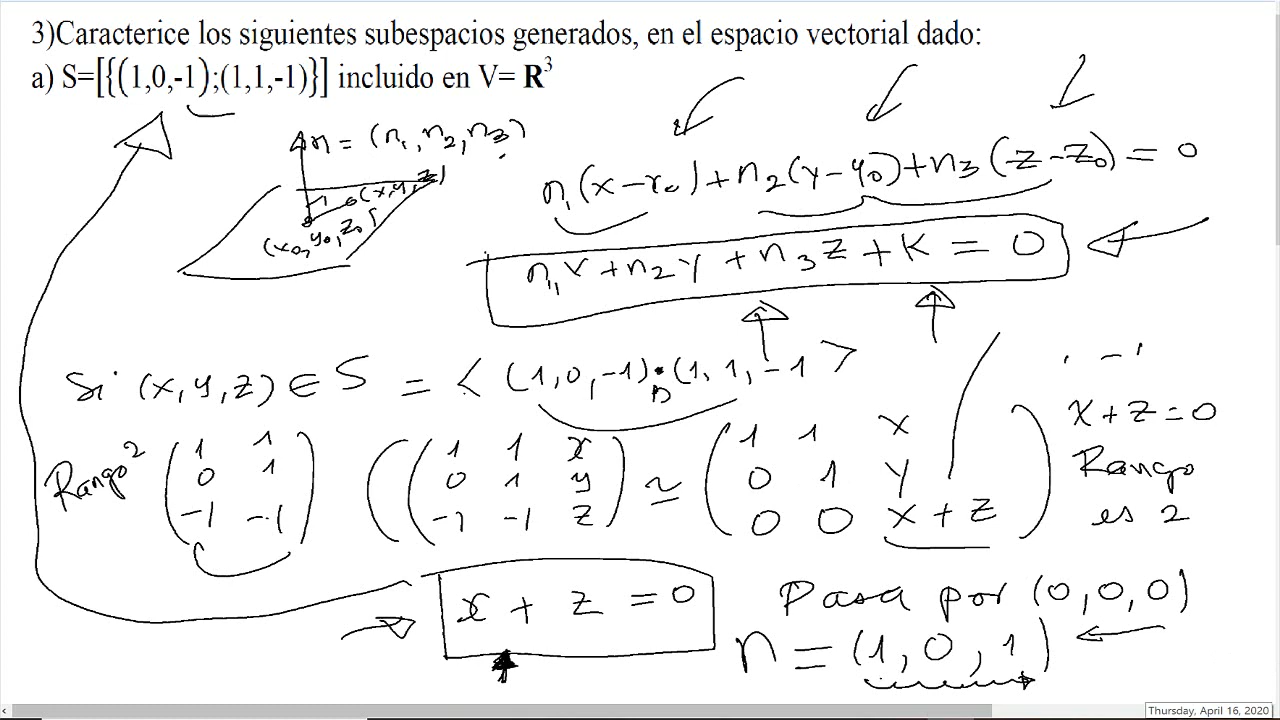 3)Caracterice los siguientes subespacios generados, en el espacio vectorial dado:
a) S=[{(1,0,-1);(1,1,-1)}] incluido en V= R³
n = (n₁, n₂, n₃)
(x, y, z)
(x₀, y₀, z₀)
n₁(x-x₀)+n₂(y-y₀)+n₃(z-z₀)=0
n₁x+n₂y+n₃z+k=0
Si (x,y,z)∈S = <(1,0,-1),(1,1,-1)>
x+z=0
Rango 2 (1 1 (1 1 x ≃ (1 1 x Rango
0 1 0 1 y 0 1 y
-1 -1) -1 -1 z) 0 0 x+z) es 2
x + z = 0
Pasa por (0,0,0)
n = (1,0,1)
Thursday, April 16, 2020